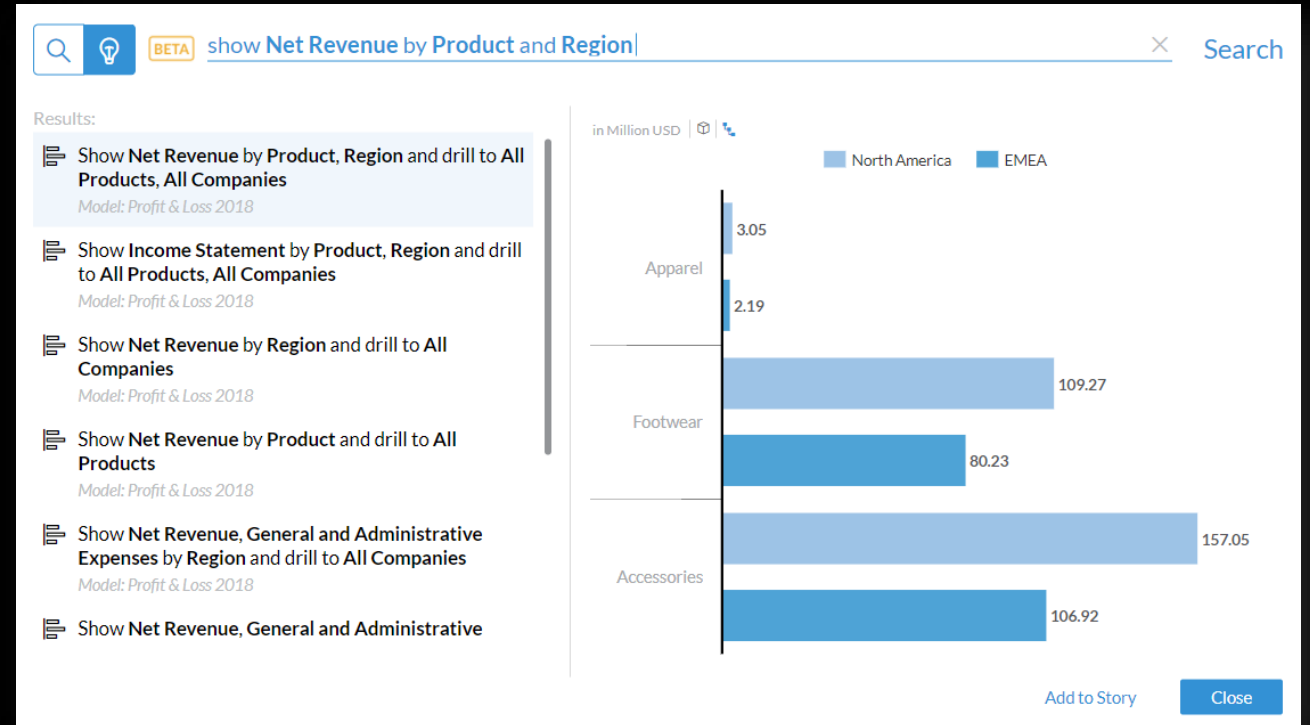 BETA show Net Revenue by Product and Region Search
Results:
Show Net Revenue by Product, Region and drill to All
Products, All Companies
Model: Profit & Loss 2018
Show Income Statement by Product, Region and drill
to All Products, All Companies
Model: Profit & Loss 2018
Show Net Revenue by Region and drill to All
Companies
Model: Profit & Loss 2018
Show Net Revenue by Product and drill to All
Products
Model: Profit & Loss 2018
Show Net Revenue, General and Administrative
Expenses by Region and drill to All Companies
Model: Profit & Loss 2018
Show Net Revenue, General and Administrative
in Million USD
North America EMEA
3.05
Apparel
2.19
109.27
Footwear
80.23
157.05
Accessories
106.92
Add to Story Close